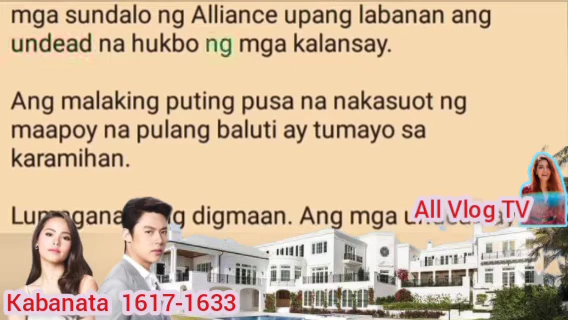 mga sundalo ng Alliance upang labanan ang
undead na hukbo ng mga kalansay.
Ang malaking puting pusa na nakasuot ng
maapoy na pulang baluti ay tumayo sa
karamihan.
digmaan. Ang mga
All Vlog TV
Kabanata 1617-1633